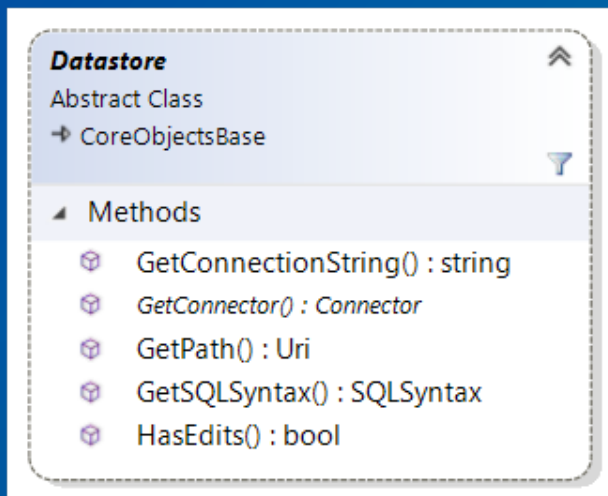 Datastore
Abstract Class
CoreObjectsBase
Methods
GetConnectionString() : string
GetConnector() : Connector
GetPath() : Uri
GetSQLSyntax() : SQLSyntax
HasEdits() : bool